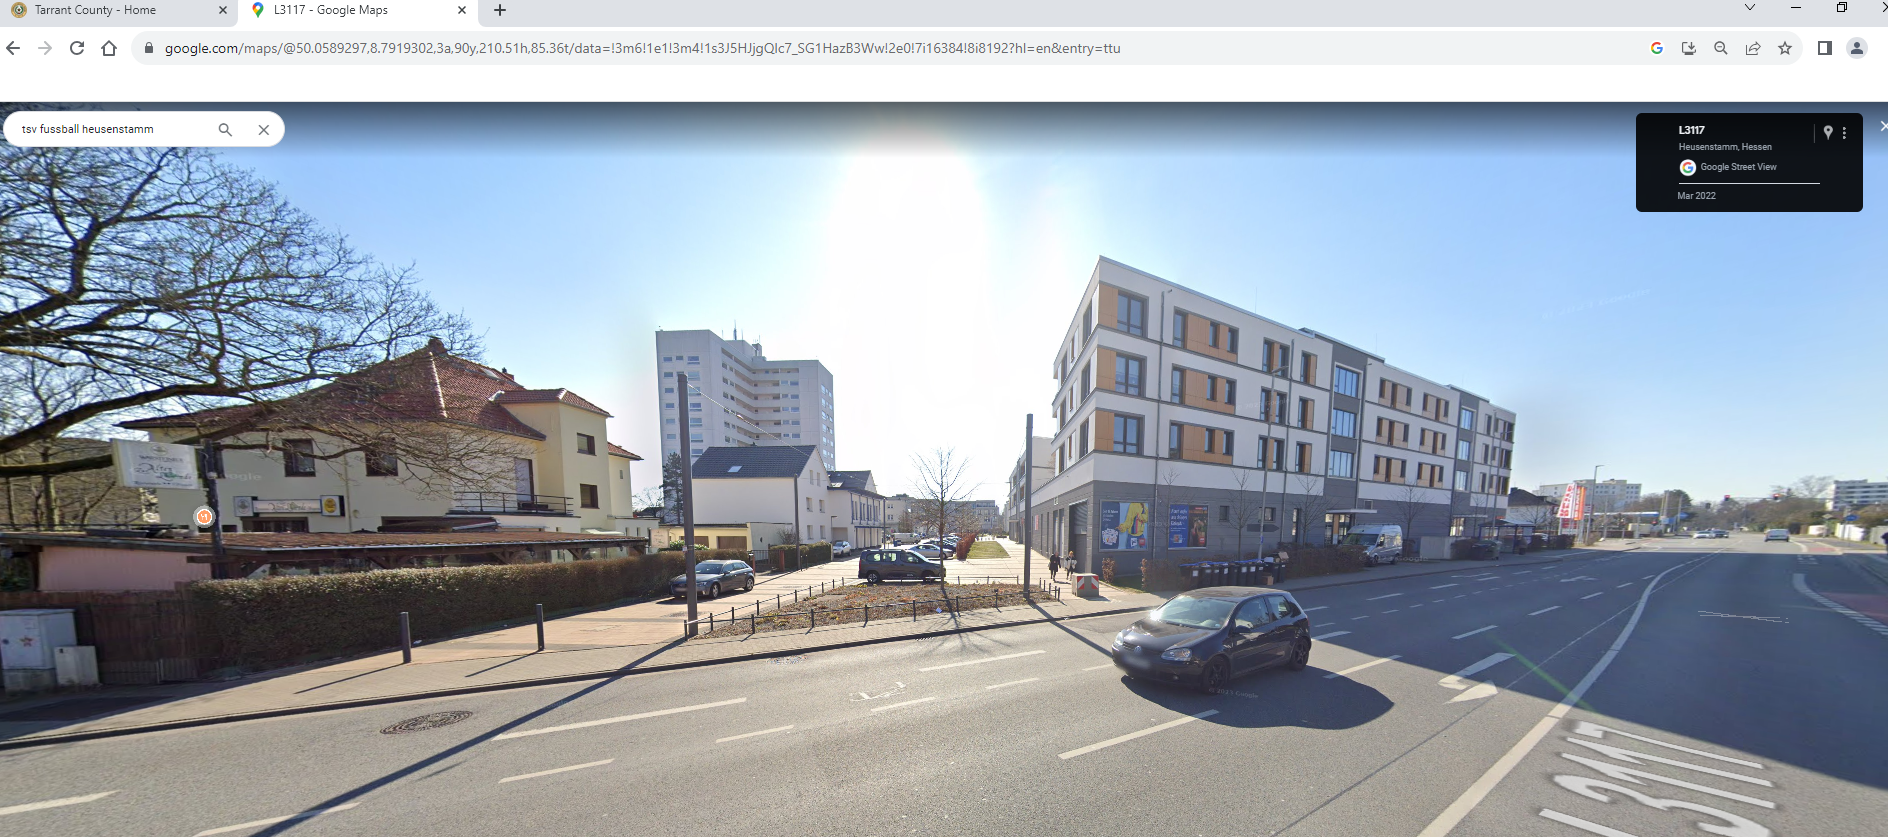 Tarrant County - Home
L3117 - Google Maps
google.com/maps/@50.0589297,8.7919302,3a,90y,210.51h,85.36t/data=!3m6!1e1!3m4!1s3J5HJjgQlc7_SG1HazB3Ww!2e0!7i16384!8i8192?hl=en&entry=ttu
tsv fussball heusenstamm
L3117
Heusenstamm, Hessen
Google Street View
Mar 2022
Google
L3117